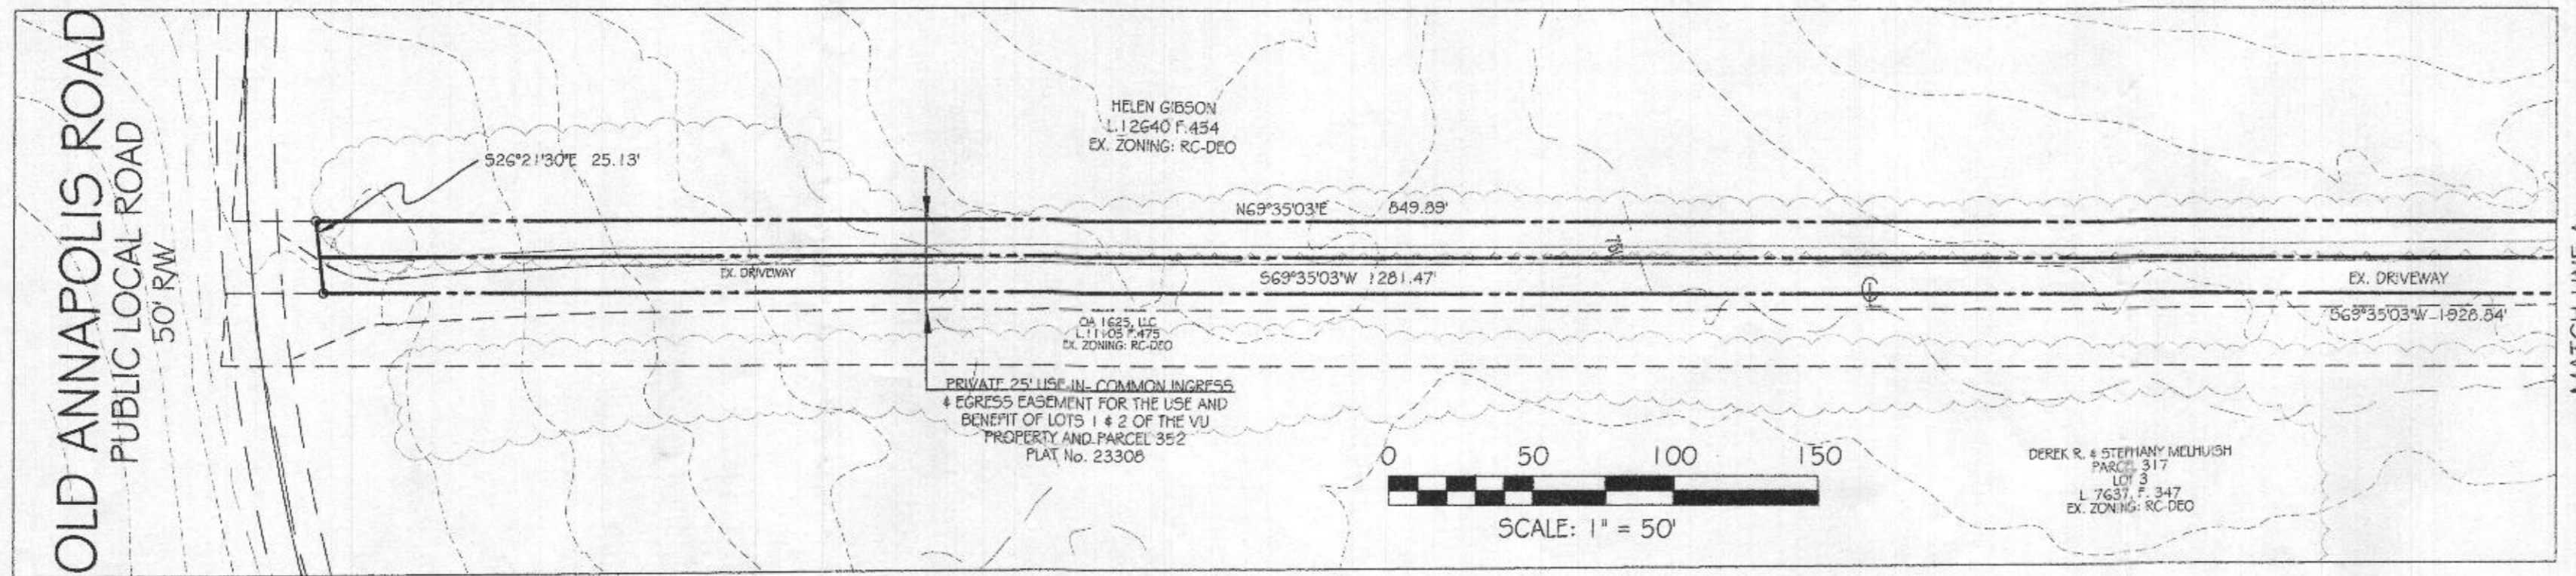 OLD ANNAPOLIS ROAD
PUBLIC LOCAL ROAD
50' R/W
S26°21'30"E 25.13'
HELEN GIBSON
L.12640 F.454
EX. ZONING: RC-DEO
N69°35'03"E 849.89'
EX. DRIVEWAY
S69°35'03"W 1281.47'
EX. DRIVEWAY
S69°35'03"W 1928.84'
OA 1625, LLC
L.11105 F.475
EX. ZONING: RC-DEO
PRIVATE 25' USE-IN- COMMON INGRESS
& EGRESS EASEMENT FOR THE USE AND
BENEFIT OF LOTS 1 & 2 OF THE VU
PROPERTY AND PARCEL 352
PLAT No. 23308
0 50 100 150
SCALE: 1" = 50'
DEREK R. & STEPHANY MELHUISH
PARCEL 317
LOT 3
L. 7637, F. 347
EX. ZONING: RC-DEO